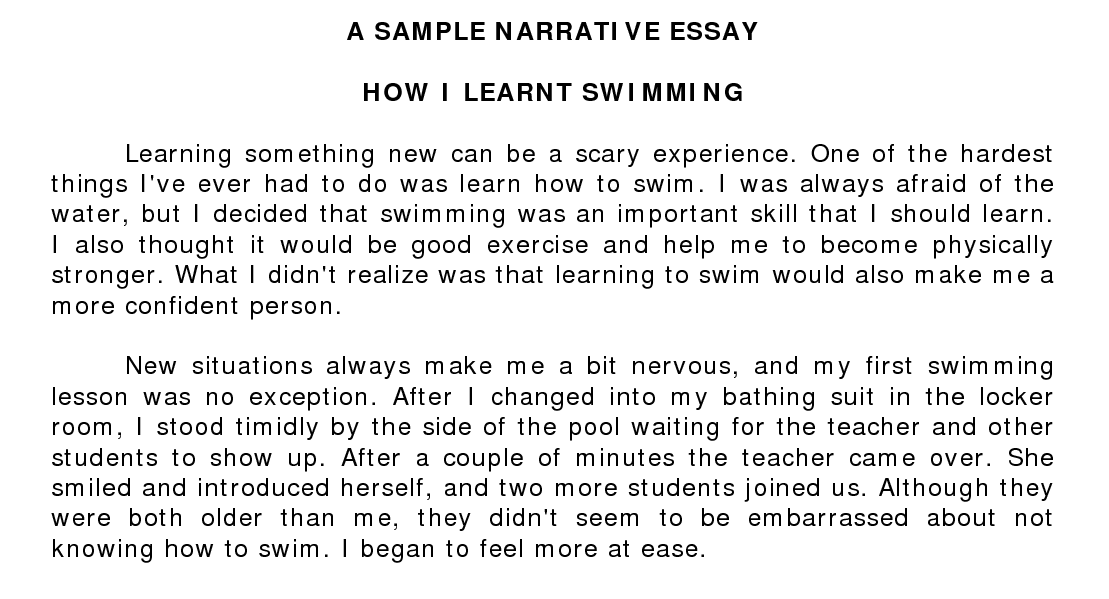 A SAMPLE NARRATIVE ESSAY
HOW I LEARNT SWIMMING
Learning something new can be a scary experience. One of the hardest
things I've ever had to do was learn how to swim. I was always afraid of the
water, but I decided that swimming was an important skill that I should learn.
I also thought it would be good exercise and help me to become physically
stronger. What I didn't realize was that learning to swim would also make me a
more confident person.
New situations always make me a bit nervous, and my first swimming
lesson was no exception. After I changed into my bathing suit in the locker
room, I stood timidly by the side of the pool waiting for the teacher and other
students to show up. After a couple of minutes the teacher came over. She
smiled and introduced herself, and two more students joined us. Although they
were both older than me, they didn't seem to be embarrassed about not
knowing how to swim. I began to feel more at ease.